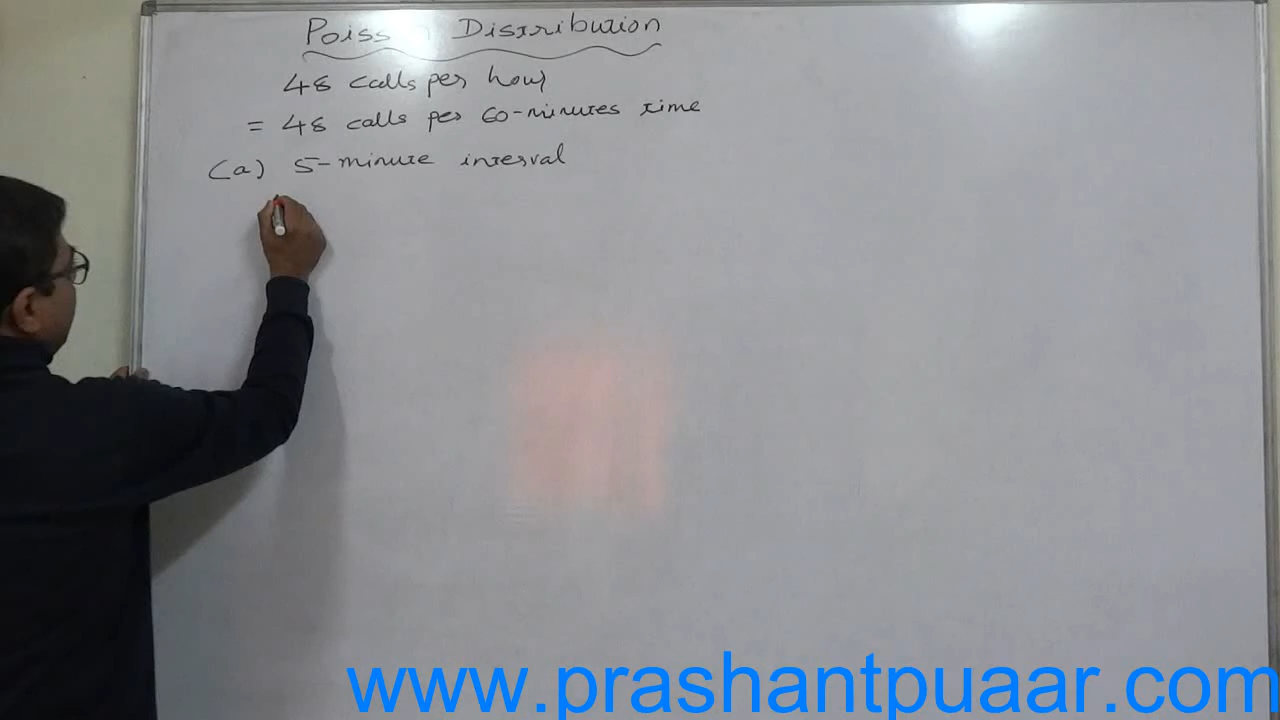 Poisson Distribution
48 calls per hour
= 48 calls per 60-minutes time
(a) 5-minute interval
www.prashantpuaar.com